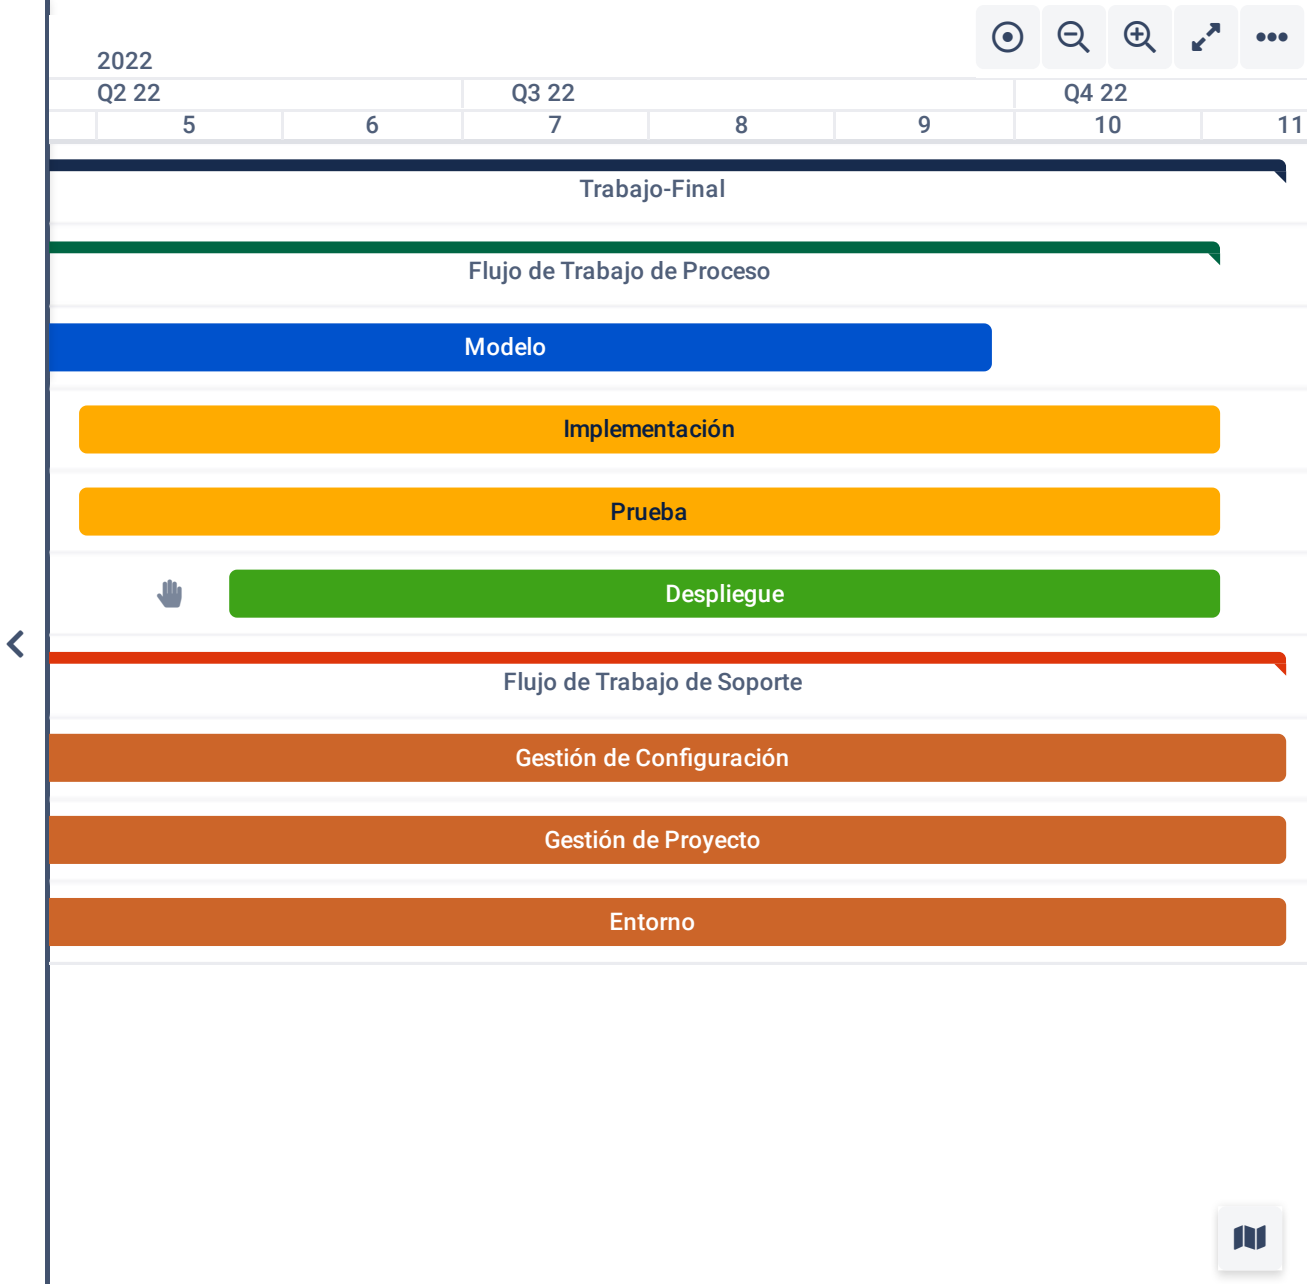 2022
Q2 22 Q3 22 Q4 22
5 6 7 8 9 10 11
Trabajo-Final
Flujo de Trabajo de Proceso
Modelo
Implementación
Prueba
Despliegue
Flujo de Trabajo de Soporte
Gestión de Configuración
Gestión de Proyecto
Entorno